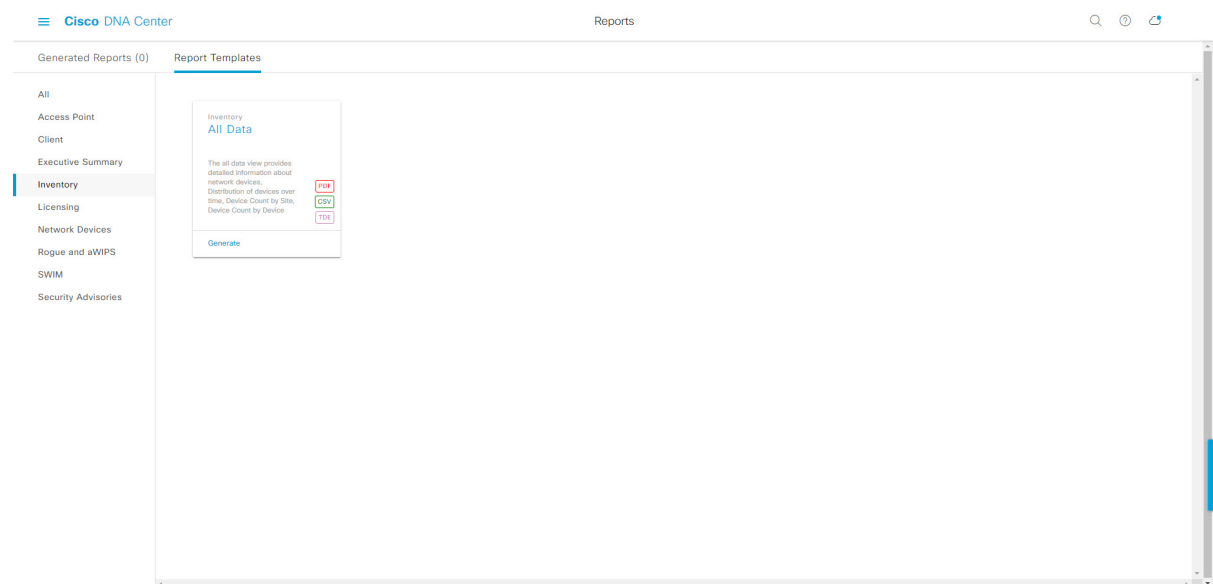 Cisco DNA Center
Reports
Generated Reports (0)
Report Templates
All
Access Point
Client
Executive Summary
Inventory
Licensing
Network Devices
Rogue and aWIPS
SWIM
Security Advisories
Inventory
All Data
The all data view provides
detailed information about
network devices,
Distribution of devices over
time, Device Count by Site,
Device Count by Device
PDF
CSV
TDE
Generate